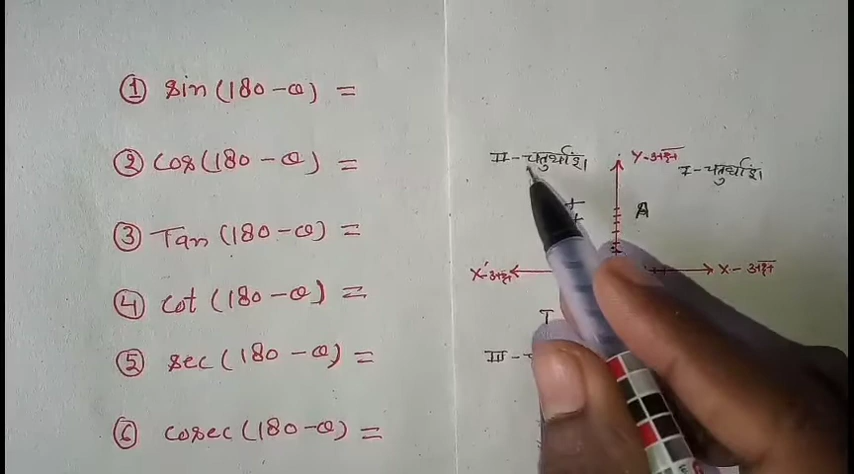 ① sin(180-θ) =
② cos(180-θ) =
③ Tan(180-θ) =
④ cot(180-θ) =
⑤ sec(180-θ) =
⑥ cosec(180-θ) =
II-चतुर्थांश
Y-अक्ष
I-चतुर्थांश
+
+
A
X'-अक्ष
X-अक्ष
T
III-